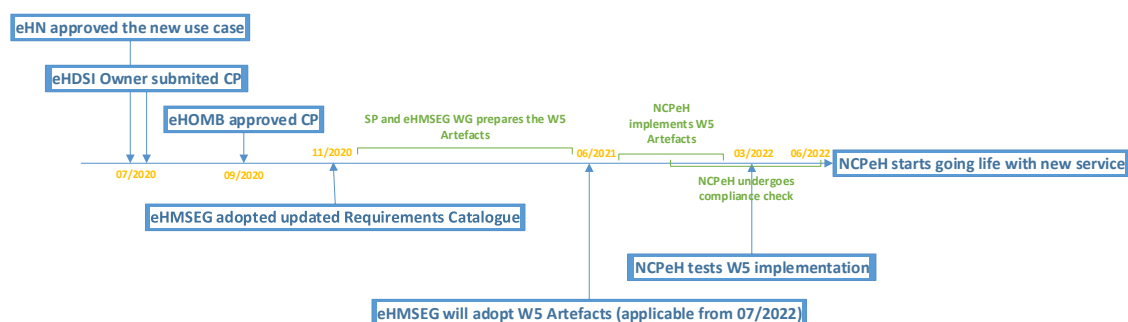 eHN approved the new use case
eHDSI Owner submited CP
eHOMB approved CP
SP and eHMSEG WG prepares the W5
Artefacts
NCPeH
implements W5
Artefacts
11/2020
06/2021
03/2022
06/2022
NCPeH starts going life with new service
07/2020
09/2020
NCPeH undergoes
compliance check
eHMSEG adopted updated Requirements Catalogue
NCPeH tests W5 implementation
eHMSEG will adopt W5 Artefacts (applicable from 07/2022)